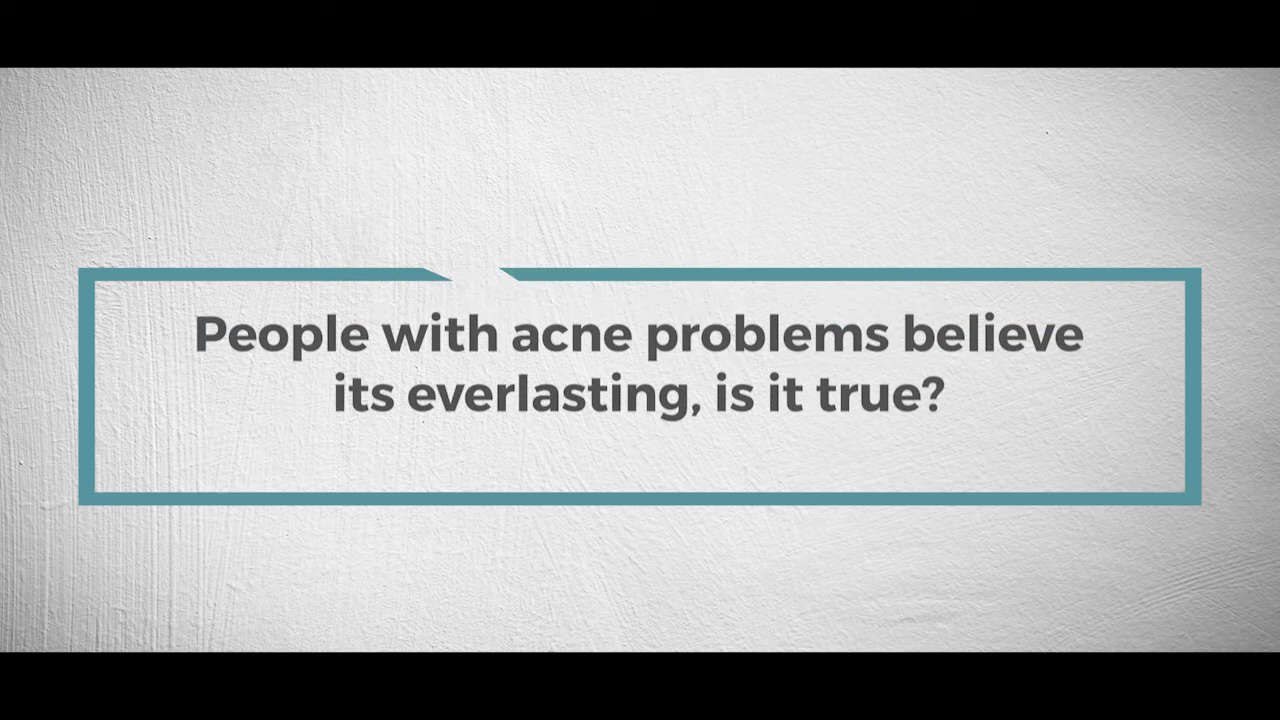 People with acne problems believe
its everlasting, is it true?